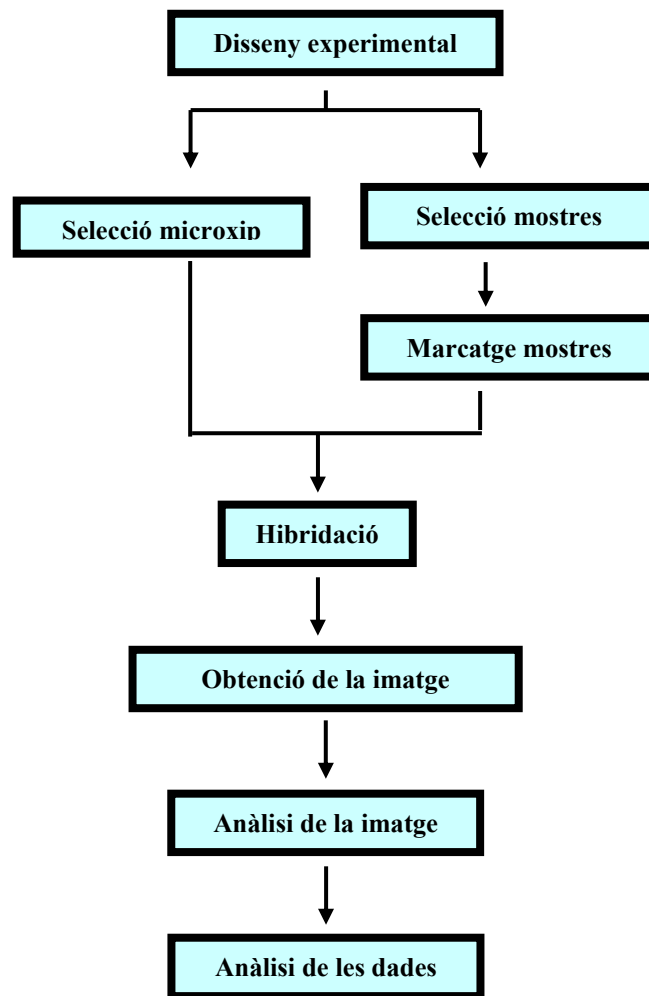 Disseny experimental
Selecció microxip
Selecció mostres
Marcatge mostres
Hibridació
Obtenció de la imatge
Anàlisi de la imatge
Anàlisi de les dades